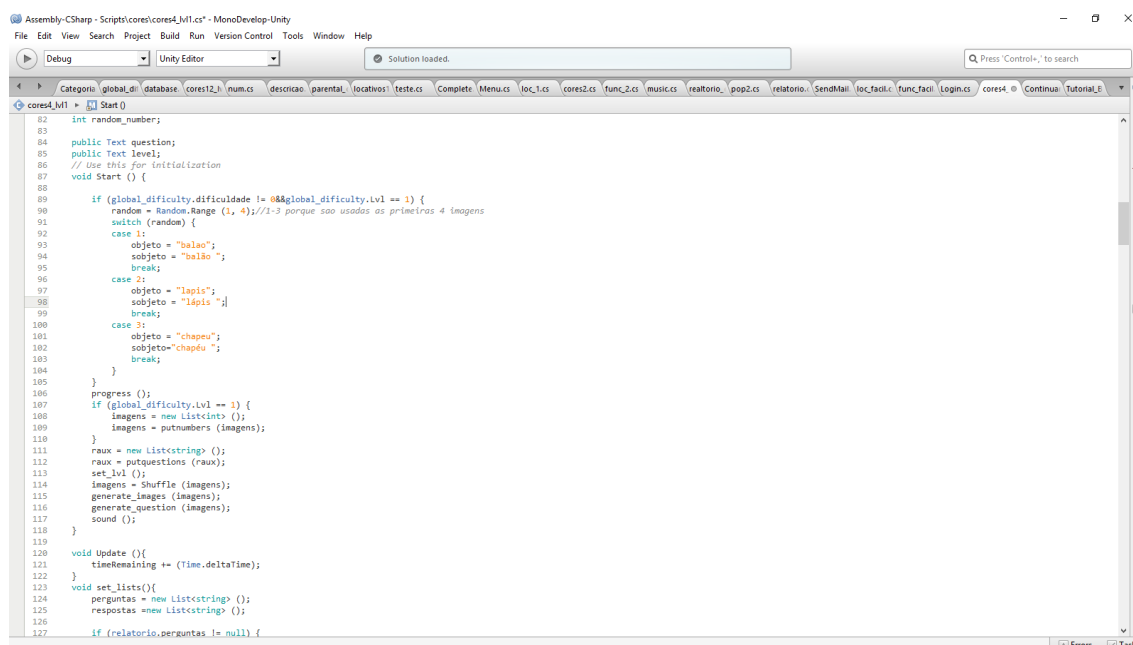 Assembly-CSharp - Scripts\cores\cores4_lvl1.cs* - MonoDevelop-Unity
File Edit View Search Project Build Run Version Control Tools Window Help
Debug Unity Editor Solution loaded. Press 'Control+,' to search
Categoria global_dif database. cores12_l num.cs descricao. parental_ locativos1 teste.cs Complete Menu.cs loc_1.cs cores2.cs func_2.cs music.cs realtorio_ pop2.cs relatorio. SendMail. loc_facil.c func_facil. Login.cs cores4_ Continua Tutorial_E
cores4_lvl1 Start ()
82 int random_number;
83
84 public Text question;
85 public Text level;
86 // Use this for initialization
87 void Start () {
88
89 if (global_dificulty.dificuldade != 0&&global_dificulty.Lvl == 1) {
90 random = Random.Range (1, 4);//1-3 porque sao usadas as primeiras 4 imagens
91 switch (random) {
92 case 1:
93 objeto = "balao";
94 sobjeto = "balão ";
95 break;
96 case 2:
97 objeto = "lapis";
98 sobjeto = "lápis ";
99 break;
100 case 3:
101 objeto = "chapeu";
102 sobjeto="chapéu ";
103 break;
104 }
105 }
106 progress ();
107 if (global_dificulty.Lvl == 1) {
108 imagens = new List<int> ();
109 imagens = putnumbers (imagens);
110 }
111 raux = new List<string> ();
112 raux = putquestions (raux);
113 set_lvl ();
114 imagens = Shuffle (imagens);
115 generate_images (imagens);
116 generate_question (imagens);
117 sound ();
118 }
119
120 void Update (){
121 timeRemaining += (Time.deltaTime);
122 }
123 void set_lists(){
124 perguntas = new List<string> ();
125 respostas =new List<string> ();
126
127 if (relatorio.perguntas != null) {